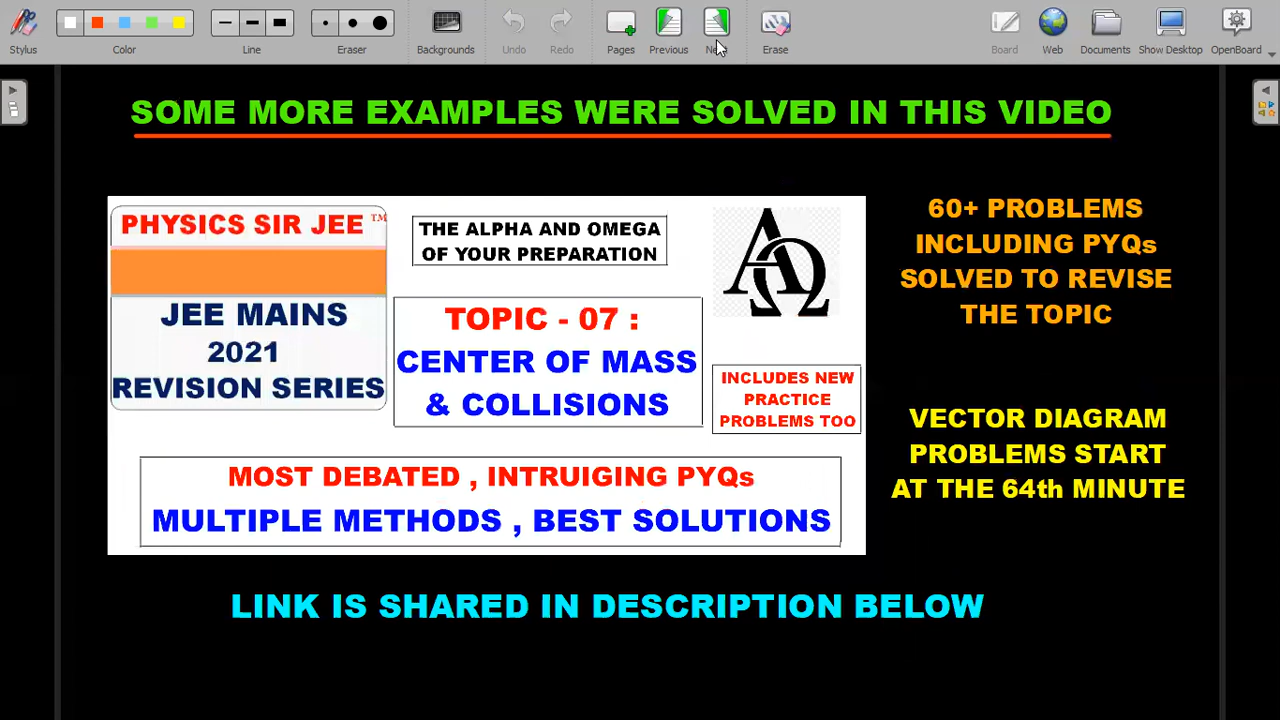 Stylus
Color
Line
Eraser
Backgrounds
Undo
Redo
Pages
Previous
Erase
Board
Web
Documents
Show Desktop
OpenBoard
SOME MORE EXAMPLES WERE SOLVED IN THIS VIDEO
PHYSICS SIR JEE ™
JEE MAINS
2021
REVISION SERIES
THE ALPHA AND OMEGA
OF YOUR PREPARATION
ΑΩ
TOPIC - 07 :
CENTER OF MASS
& COLLISIONS
INCLUDES NEW
PRACTICE
PROBLEMS TOO
MOST DEBATED , INTRUIGING PYQs
MULTIPLE METHODS , BEST SOLUTIONS
60+ PROBLEMS
INCLUDING PYQs
SOLVED TO REVISE
THE TOPIC
VECTOR DIAGRAM
PROBLEMS START
AT THE 64th MINUTE
LINK IS SHARED IN DESCRIPTION BELOW